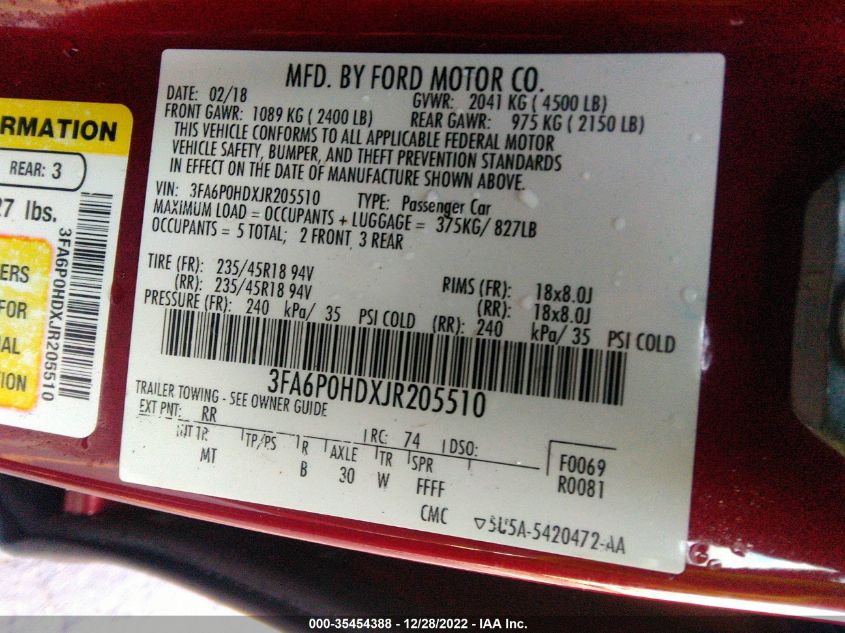 MFD. BY FORD MOTOR CO.
DATE: 02/18 GVWR: 2041 KG ( 4500 LB)
FRONT GAWR: 1089 KG ( 2400 LB) REAR GAWR: 975 KG ( 2150 LB)
THIS VEHICLE CONFORMS TO ALL APPLICABLE FEDERAL MOTOR
VEHICLE SAFETY, BUMPER, AND THEFT PREVENTION STANDARDS
IN EFFECT ON THE DATE OF MANUFACTURE SHOWN ABOVE.
VIN: 3FA6P0HDXJR205510 TYPE: Passenger Car
MAXIMUM LOAD = OCCUPANTS + LUGGAGE = 375KG/ 827LB
OCCUPANTS = 5 TOTAL; 2 FRONT, 3 REAR
TIRE (FR): 235/45R18 94V RIMS (FR): 18x8.0J
(RR): 235/45R18 94V (RR): 18x8.0J
PRESSURE (FR): 240 kPa/ 35 PSI COLD (RR): 240 kPa/ 35 PSI COLD
3FA6P0HDXJR205510
TRAILER TOWING - SEE OWNER GUIDE
EXT PNT: RR RC: 74 DSO:
INT TR TP/PS R AXLE TR SPR
MT B 30 W FFFF
F0069
R0081
CMC 5U5A-5420472-AA
RMATION
REAR: 3
27 lbs.
ERS
FOR
AL
TION
3FA6P0HDXJR205510
000-35454388 - 12/28/2022 - IAA Inc.